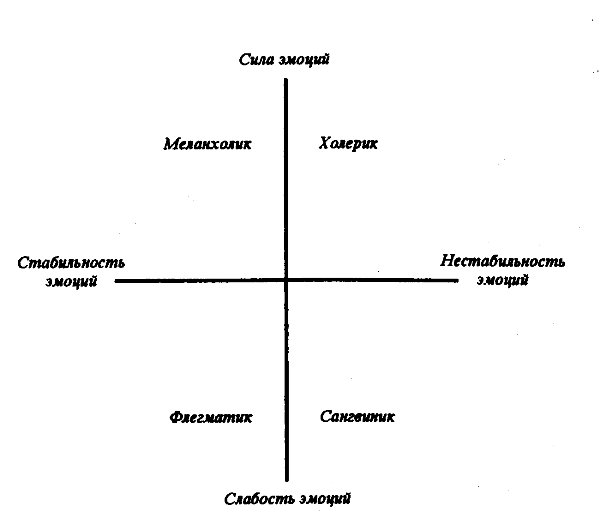 Сила эмоций
Меланхолик
Холерик
Стабильность
эмоций
Нестабильность
эмоций
Флегматик
Сангвиник
Слабость эмоций